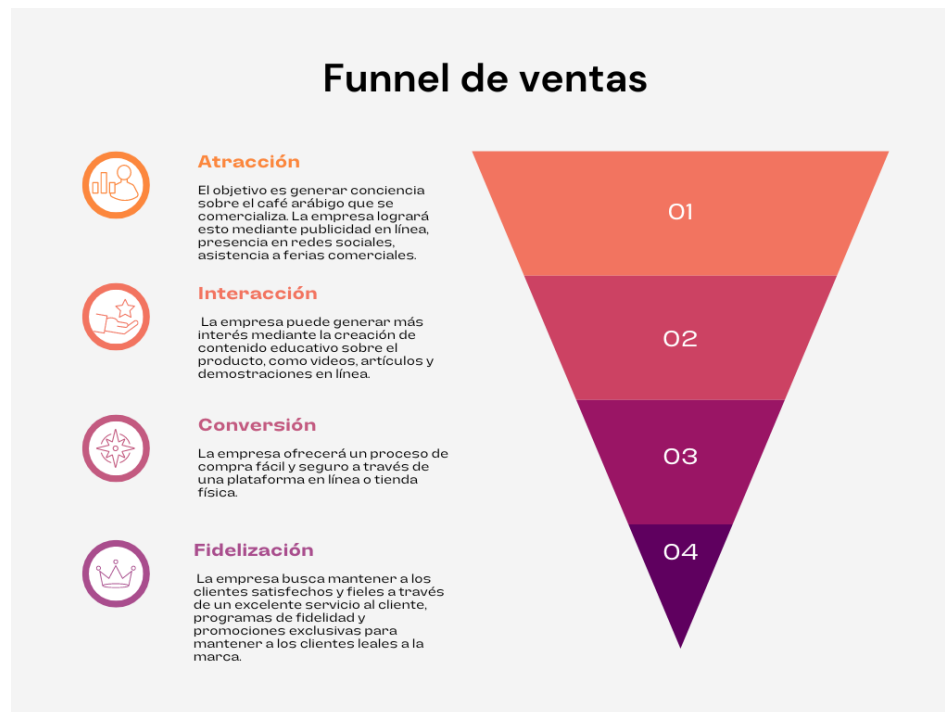 Funnel de ventas
Atracción
El objetivo es generar conciencia
sobre el café arábigo que se
comercializa. La empresa logrará
esto mediante publicidad en línea,
presencia en redes sociales,
asistencia a ferias comerciales.
Interacción
La empresa puede generar más
interés mediante la creación de
contenido educativo sobre el
producto, como videos, artículos y
demostraciones en línea.
Conversión
La empresa ofrecerá un proceso de
compra fácil y seguro a través de
una plataforma en línea o tienda
física.
Fidelización
La empresa busca mantener a los
clientes satisfechos y fieles a través
de un excelente servicio al cliente,
programas de fidelidad y
promociones exclusivas para
mantener a los clientes leales a la
marca.
01
02
03
04